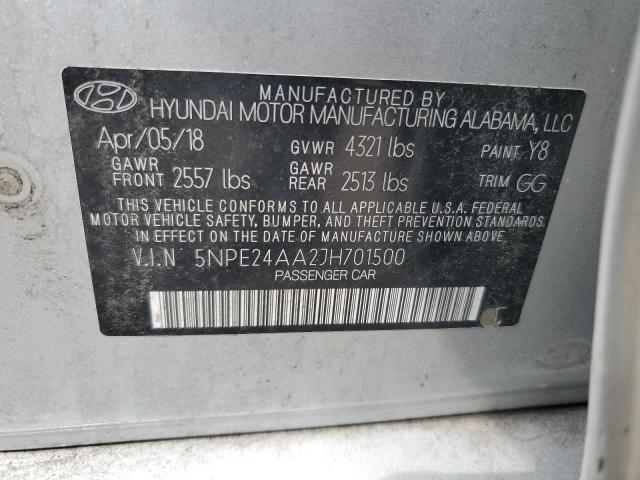 MANUFACTURED BY
HYUNDAI MOTOR MANUFACTURING ALABAMA, LLC
Apr/05/18 GVWR 4321 lbs PAINT Y8
GAWR FRONT 2557 lbs GAWR REAR 2513 lbs TRIM GG
THIS VEHICLE CONFORMS TO ALL APPLICABLE U.S.A. FEDERAL
MOTOR VEHICLE SAFETY, BUMPER, AND THEFT PREVENTION STANDARDS
IN EFFECT ON THE DATE OF MANUFACTURE SHOWN ABOVE.
V.I.N 5NPE24AA2JH701500
PASSENGER CAR